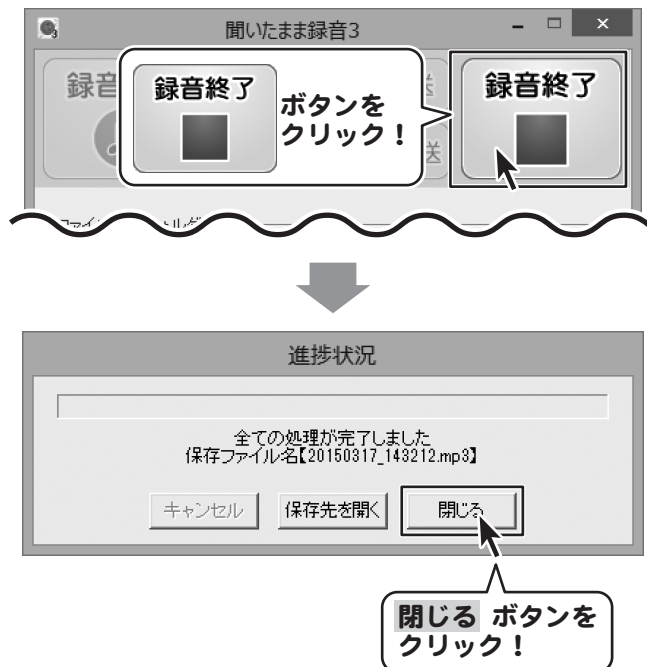 聞いたまま録音3
録音
録音終了
ボタンを
クリック！
録音終了
進捗状況
全ての処理が完了しました
保存ファイル名【20150317_143212.mp3】
キャンセル
保存先を開く
閉じる
閉じる ボタンを
クリック！